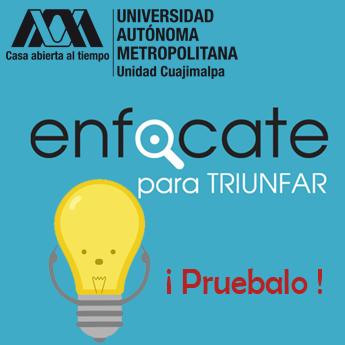 UNIVERSIDAD
AUTÓNOMA
METROPOLITANA
Casa abierta al tiempo Unidad Cuajimalpa
enfocate
para TRIUNFAR
¡ Pruebalo !